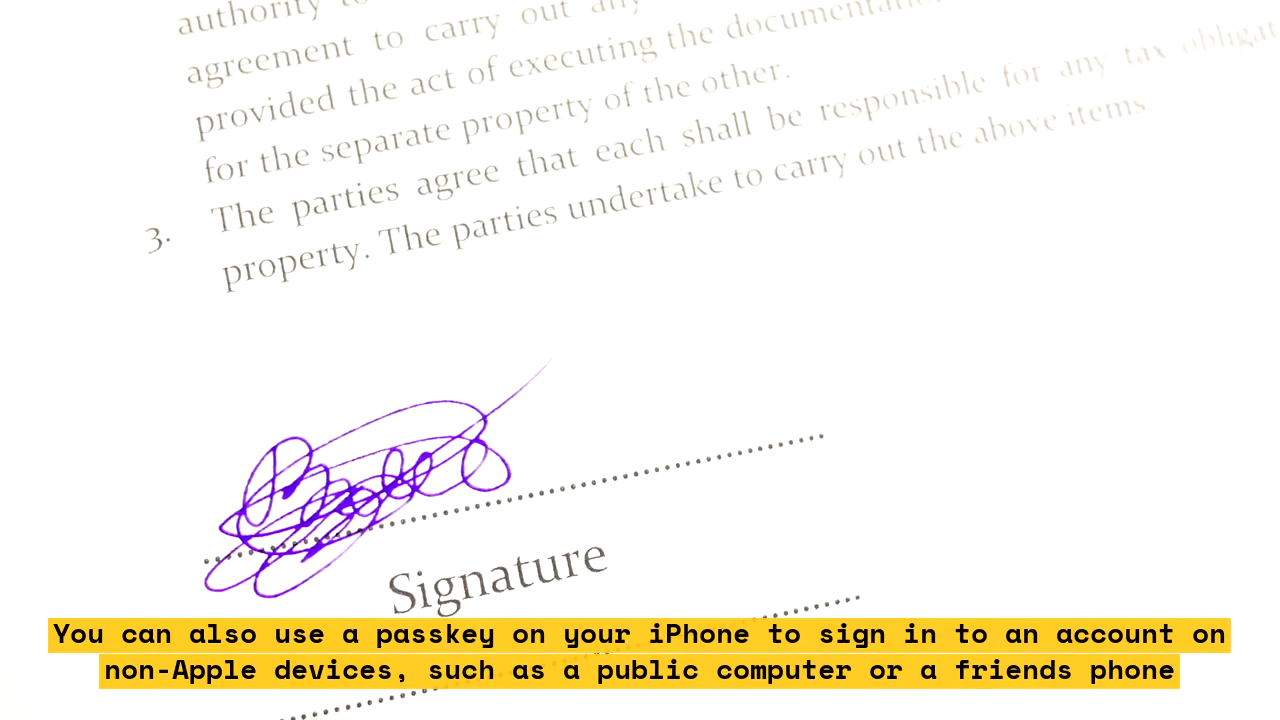 authority to
agreement to carry out any
provided the act of executing the
for the separate property of the other.
3. The parties agree that each shall be responsible for any tax
property. The parties undertake to carry out the above items.
Signature
You can also use a passkey on your iPhone to sign in to an account on
non-Apple devices, such as a public computer or a friends phone